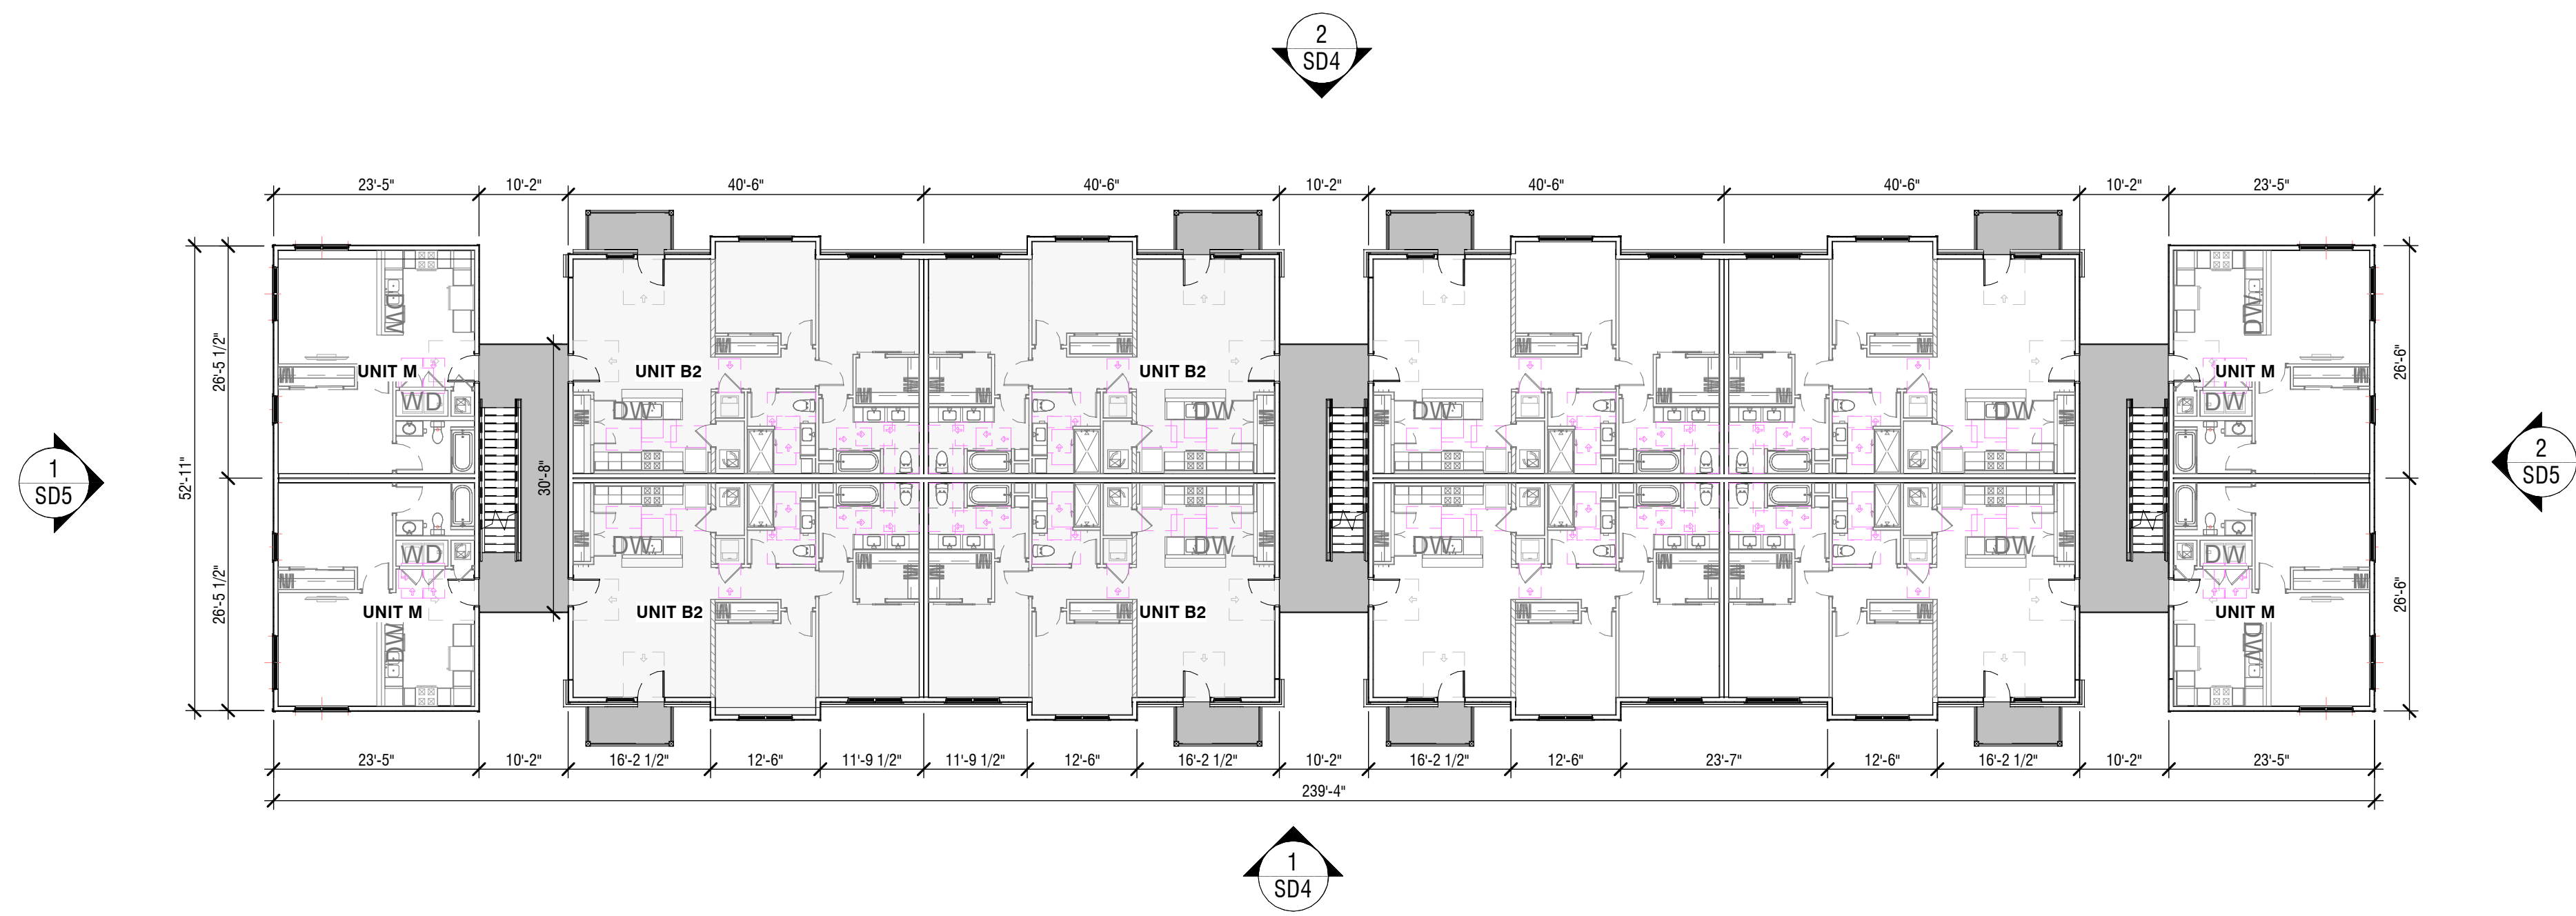 2
SD4
23'-5"
10'-2"
40'-6"
40'-6"
10'-2"
40'-6"
40'-6"
10'-2"
23'-5"
DW
DW
26'-5 1/2"
26'-6"
UNIT M
UNIT B2
UNIT B2
UNIT M
WD
DW
DW
DW
DW
DW
1
SD5
52'-11"
30'-8"
2
SD5
WD
DW
DW
DW
DW
DW
26'-5 1/2"
26'-6"
UNIT M
UNIT B2
UNIT B2
UNIT M
DW
DW
23'-5"
10'-2"
16'-2 1/2"
12'-6"
11'-9 1/2"
11'-9 1/2"
12'-6"
16'-2 1/2"
10'-2"
16'-2 1/2"
12'-6"
23'-7"
12'-6"
16'-2 1/2"
10'-2"
23'-5"
239'-4"
1
SD4